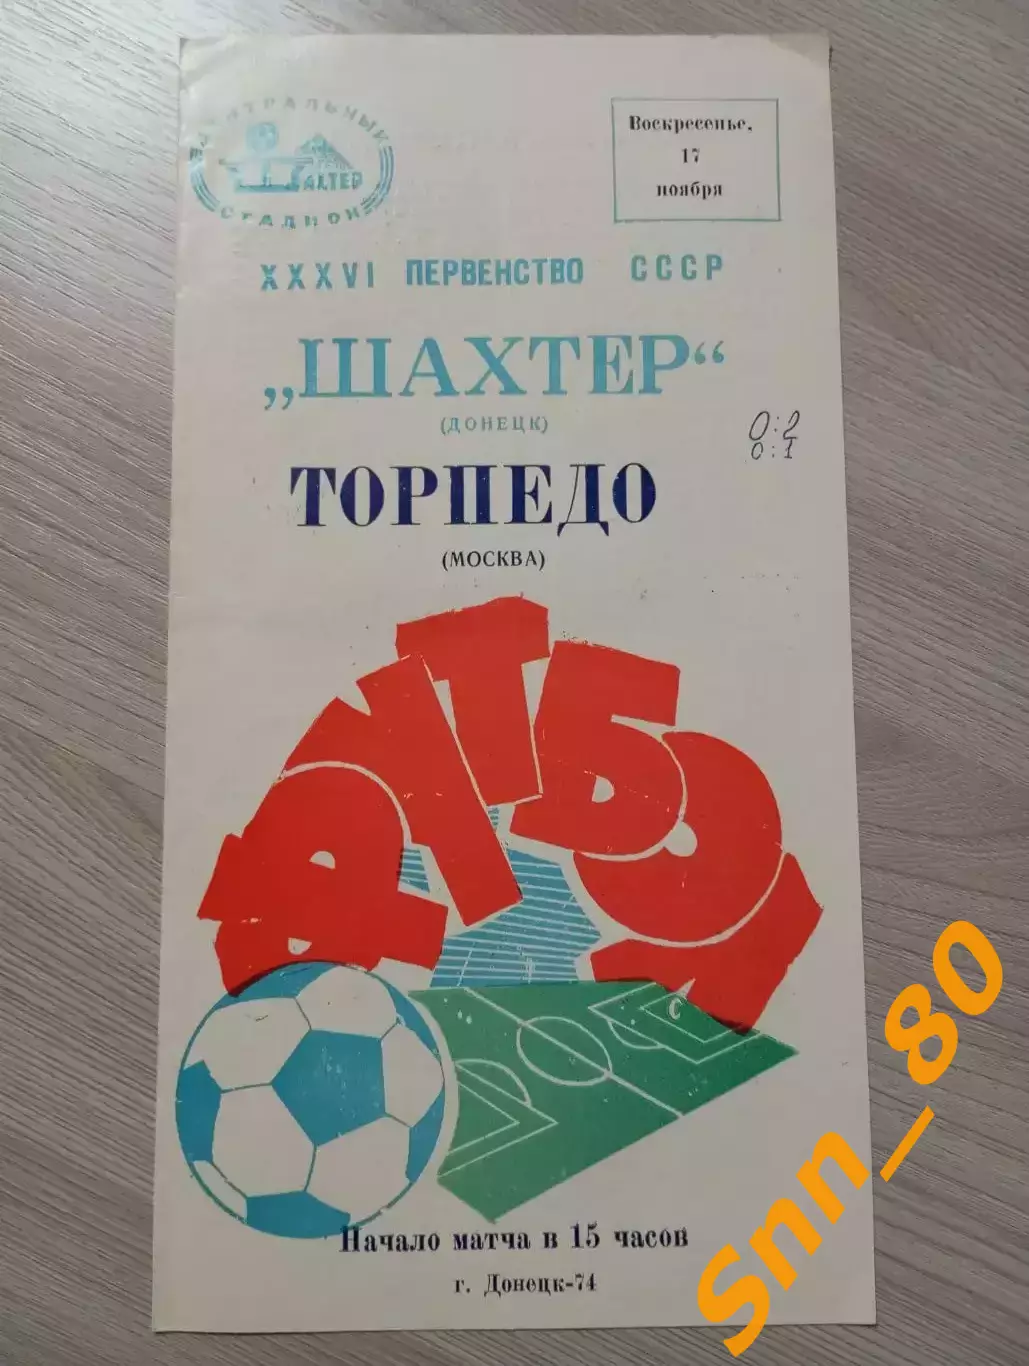 ЦЕНТРАЛЬНЫЙ
ШАХТЕР
СТАДИОН
Воскресенье,
17
ноября
XXXVI ПЕРВЕНСТВО СССР
„ШАХТЕР“
(ДОНЕЦК)
0:2
0:1
ТОРПЕДО
(МОСКВА)
ФУТБОЛ
Начало матча в 15 часов
г. Донецк-74
Snn_80